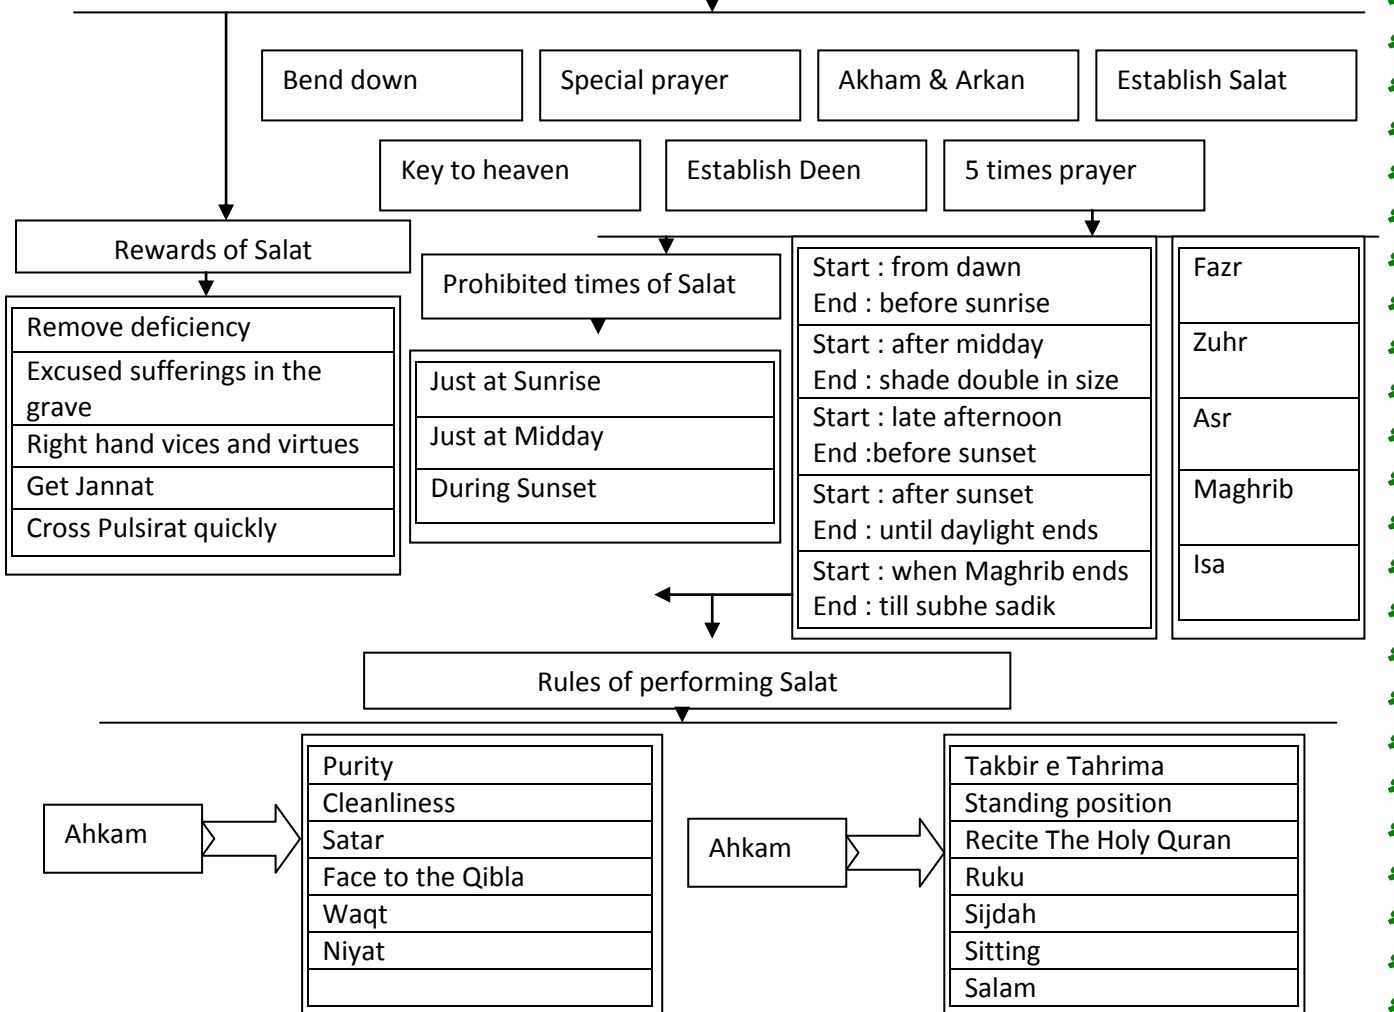 Bend down
Special prayer
Akham & Arkan
Establish Salat
Key to heaven
Establish Deen
5 times prayer
Rewards of Salat
Remove deficiency
Excused sufferings in the
grave
Right hand vices and virtues
Get Jannat
Cross Pulsirat quickly
Prohibited times of Salat
Just at Sunrise
Just at Midday
During Sunset
Start : from dawn
End : before sunrise
Start : after midday
End : shade double in size
Start : late afternoon
End :before sunset
Start : after sunset
End : until daylight ends
Start : when Maghrib ends
End : till subhe sadik
Fazr
Zuhr
Asr
Maghrib
Isa
Rules of performing Salat
Ahkam
Purity
Cleanliness
Satar
Face to the Qibla
Waqt
Niyat
Ahkam
Takbir e Tahrima
Standing position
Recite The Holy Quran
Ruku
Sijdah
Sitting
Salam